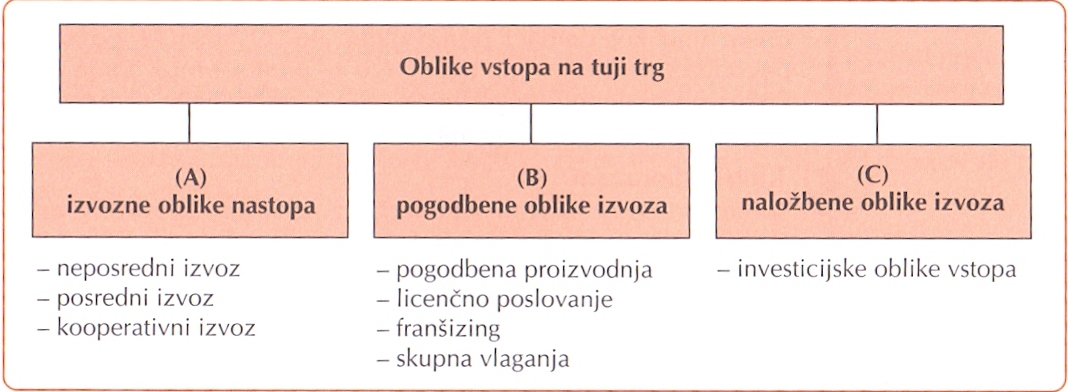 Oblike vstopa na tuji trg
(A)
izvozne oblike nastopa
(B)
pogodbene oblike izvoza
(C)
naložbene oblike izvoza
– neposredni izvoz
– posredni izvoz
– kooperativni izvoz
– pogodbena proizvodnja
– licenčno poslovanje
– franšizing
– skupna vlaganja
– investicijske oblike vstopa